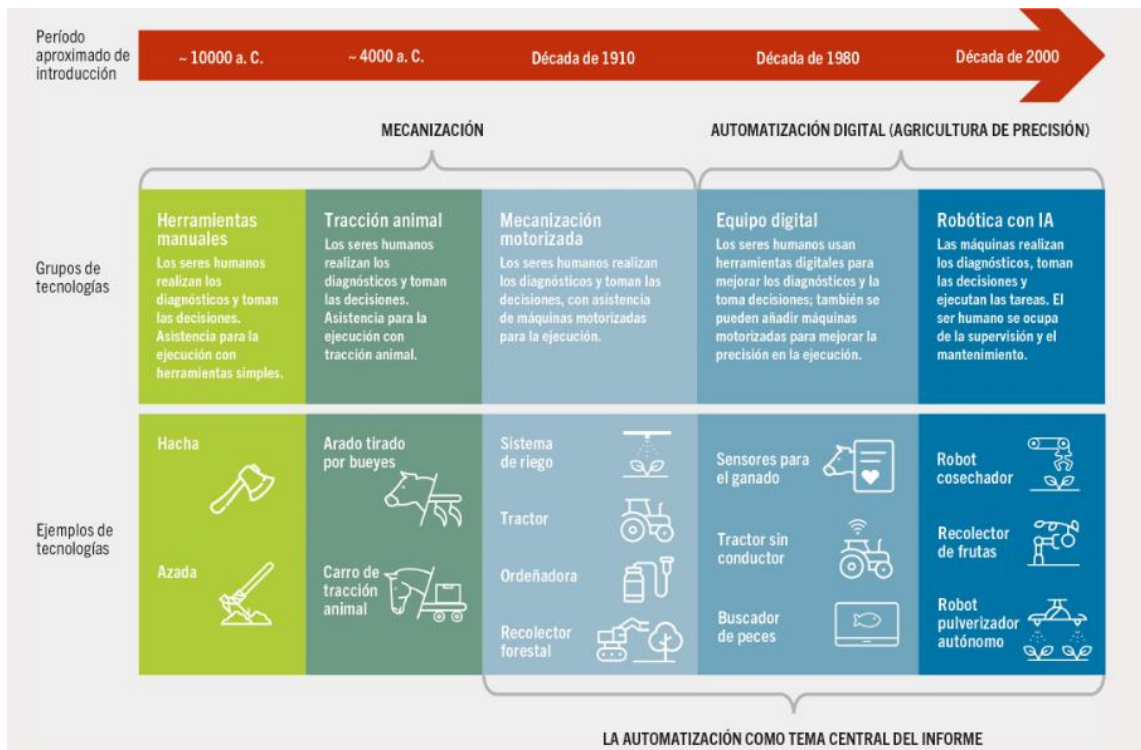 Período
aproximado de
introducción
~ 10000 a. C.
~ 4000 a. C.
Década de 1910
Década de 1980
Década de 2000
MECANIZACIÓN
AUTOMATIZACIÓN DIGITAL (AGRICULTURA DE PRECISIÓN)
Grupos de
tecnologías
Herramientas
manuales
Los seres humanos
realizan los
diagnósticos y toman
las decisiones.
Asistencia para la
ejecución con
herramientas simples.
Tracción animal
Los seres humanos
realizan los
diagnósticos y toman
las decisiones.
Asistencia para la
ejecución con
tracción animal.
Mecanización
motorizada
Los seres humanos realizan
los diagnósticos y toman las
decisiones, con asistencia
de máquinas motorizadas
para la ejecución.
Equipo digital
Los seres humanos usan
herramientas digitales para
mejorar los diagnósticos y la
toma decisiones; también se
pueden añadir máquinas
motorizadas para mejorar la
precisión en la ejecución.
Robótica con IA
Las máquinas realizan
los diagnósticos, toman
las decisiones y
ejecutan las tareas. El
ser humano se ocupa
de la supervisión y el
mantenimiento.
Ejemplos de
tecnologías
Hacha
Azada
Arado tirado
por bueyes
Carro de
tracción
animal
Sistema
de riego
Tractor
Ordeñadora
Recolector
forestal
Sensores para
el ganado
Tractor sin
conductor
Buscador
de peces
Robot
cosechador
Recolector
de frutas
Robot
pulverizador
autónomo
LA AUTOMATIZACIÓN COMO TEMA CENTRAL DEL INFORME